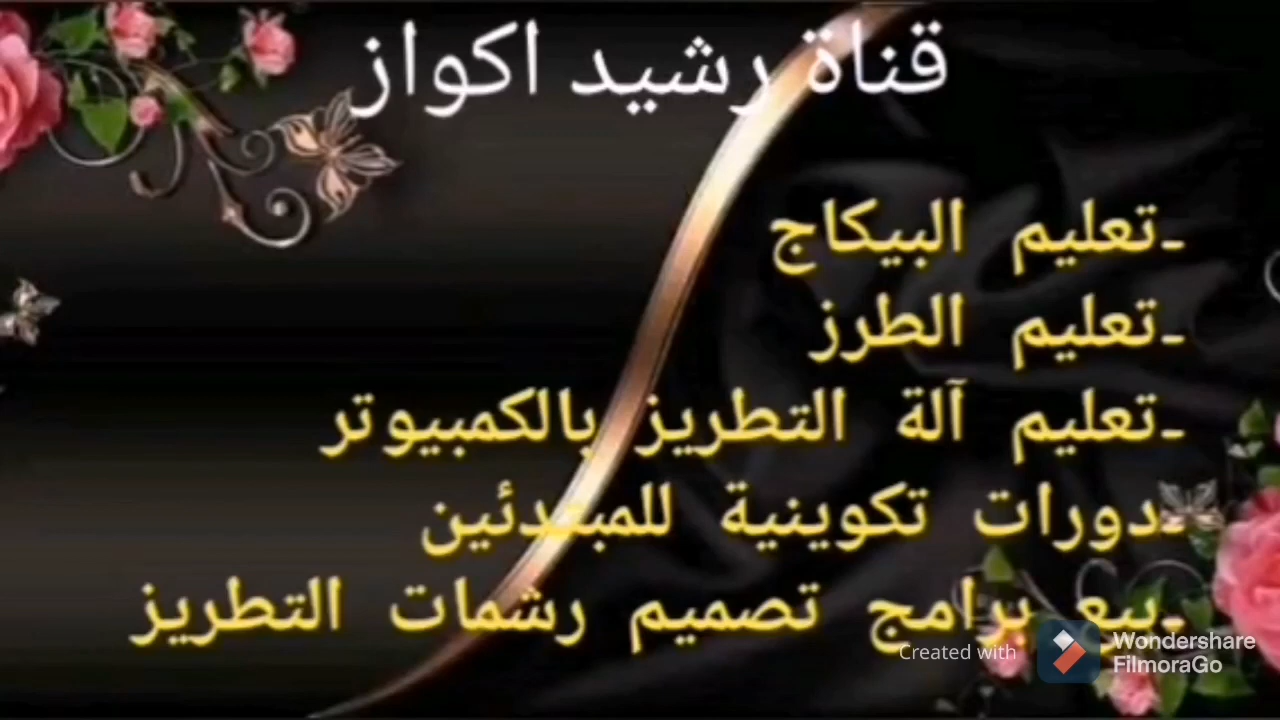 قناة رشيد اكواز
-تعليم البيكاج
-تعليم الطرز
-تعليم آلة التطريز بالكمبيوتر
-دورات تكوينية للمبتدئين
-بيع برامج تصميم رشمات التطريز
Created with Wondershare FilmoraGo